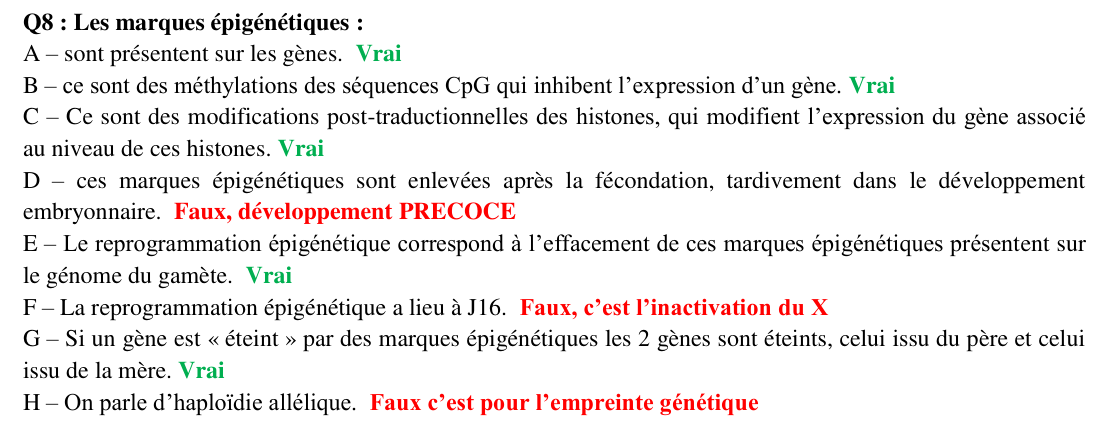 Q8 : Les marques épigénétiques :
A – sont présentent sur les gènes. Vrai
B – ce sont des méthylations des séquences CpG qui inhibent l’expression d’un gène. Vrai
C – Ce sont des modifications post-traductionnelles des histones, qui modifient l’expression du gène associé
au niveau de ces histones. Vrai
D – ces marques épigénétiques sont enlevées après la fécondation, tardivement dans le développement
embryonnaire. Faux, développement PRECOCE
E – Le reprogrammation épigénétique correspond à l’effacement de ces marques épigénétiques présentent sur
le génome du gamète. Vrai
F – La reprogrammation épigénétique a lieu à J16. Faux, c’est l’inactivation du X
G – Si un gène est « éteint » par des marques épigénétiques les 2 gènes sont éteints, celui issu du père et celui
issu de la mère. Vrai
H – On parle d’haploïdie allélique. Faux c’est pour l’empreinte génétique